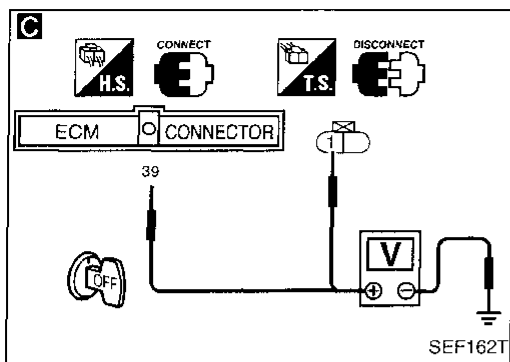 C
CONNECT
DISCONNECT
H.S.
T.S.
ECM CONNECTOR
1
39
V
OFF
SEF162T